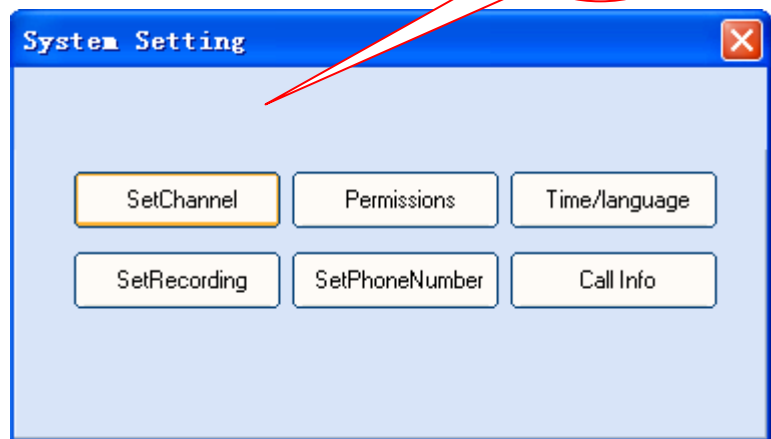 System Setting
SetChannel Permissions Time/language
SetRecording SetPhoneNumber Call Info